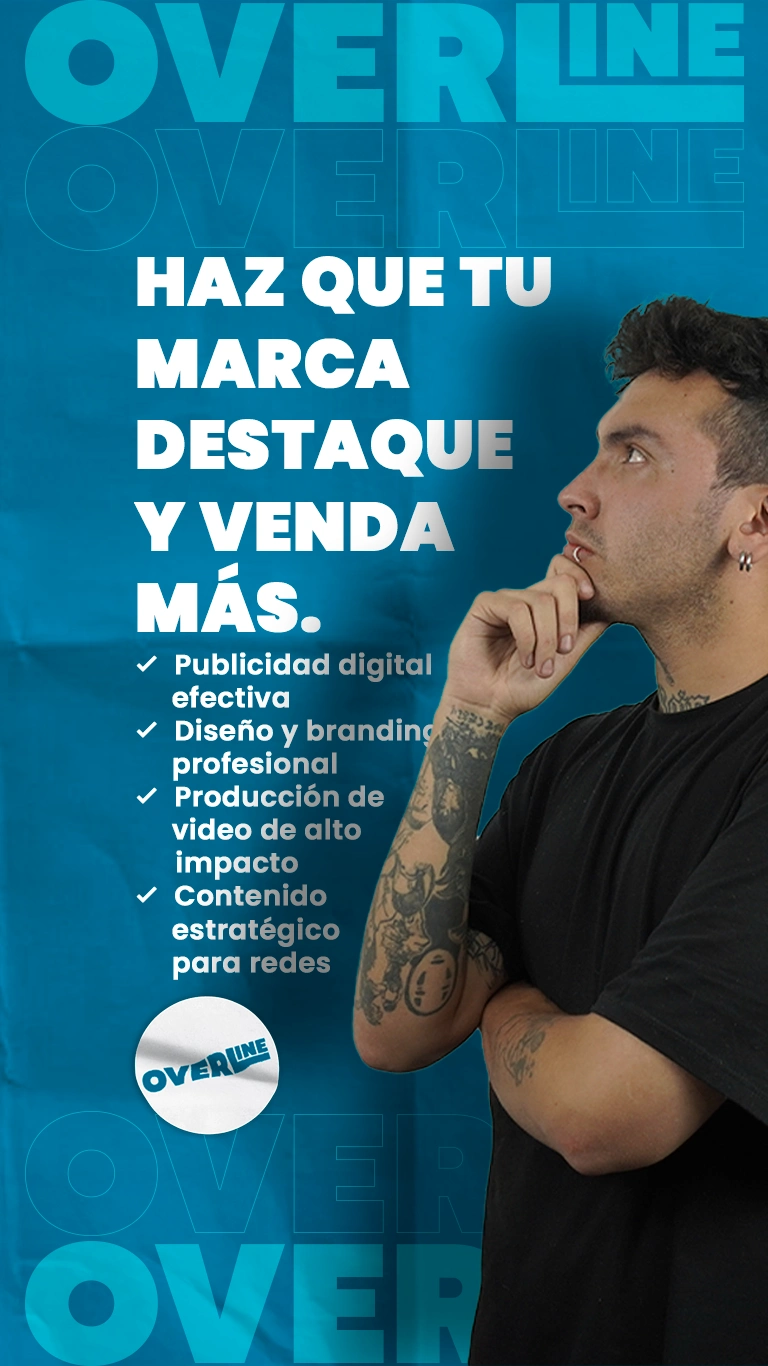 OVERLINE
OVERLINE
HAZ QUE TU
MARCA
DESTAQUE
Y VENDA
MÁS.
✓ Publicidad digital
efectiva
✓ Diseño y branding
profesional
✓ Producción de
video de alto
impacto
✓ Contenido
estratégico
para redes
OVERLINE
OVER
OVER